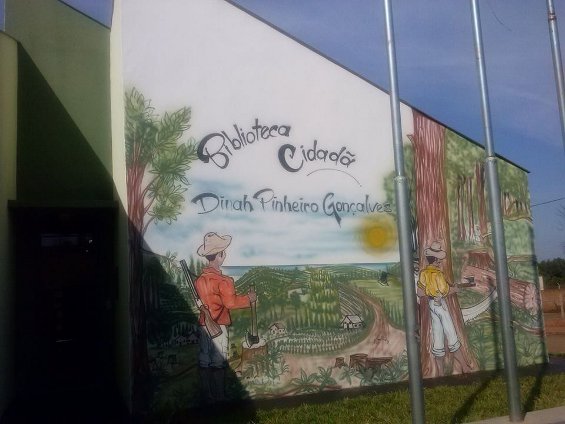 Biblioteca
Cidadã
Dinah Pinheiro Gonçalves